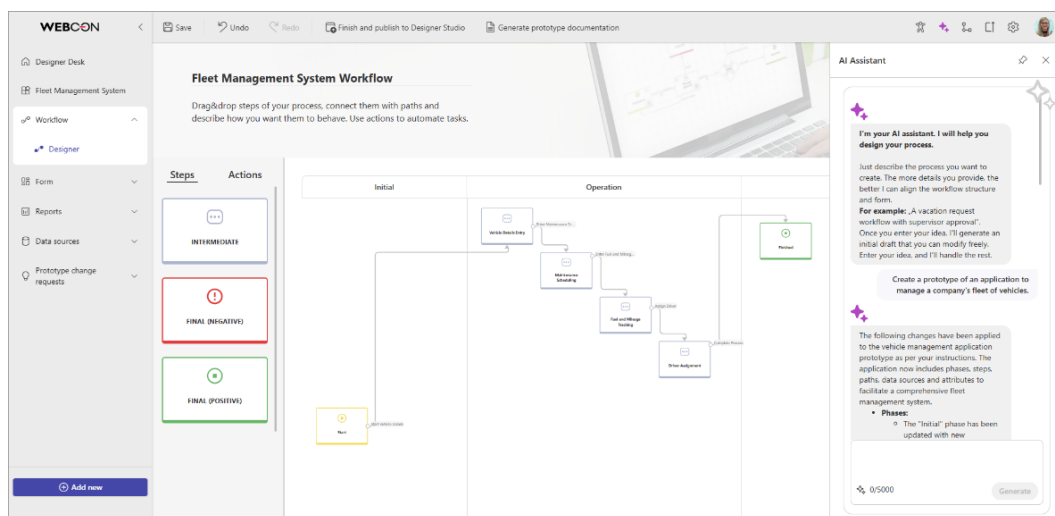 WEBCON
Save
Undo
Redo
Finish and publish to Designer Studio
Generate prototype documentation
Designer Desk
Fleet Management System
Workflow
Designer
Form
Reports
Data sources
Prototype change
requests
Add new
Fleet Management System Workflow
Drag&drop steps of your process, connect them with paths and
describe how you want them to behave. Use actions to automate tasks.
Steps
Actions
INTERMEDIATE
FINAL (NEGATIVE)
FINAL (POSITIVE)
Initial
Operation
Start
Vehicle Details Entry
Maintenance
Scheduling
Fuel and Mileage
Tracking
Assign Driver
Driver Assignment
Complete Process
Finished
AI Assistant
I'm your AI assistant. I will help you
design your process.
Just describe the process you want to
create. The more details you provide, the
better I can align the workflow structure
and form.
For example: „A vacation request
workflow with supervisor approval".
Once you enter your idea, I'll generate an
initial draft that you can modify freely.
Enter your idea, and I'll handle the rest.
Create a prototype of an application to
manage a company's fleet of vehicles.
The following changes have been applied
to the vehicle management application
prototype as per your instructions. The
application now includes phases, steps,
paths, data sources and attributes to
facilitate a comprehensive fleet
management system.
• Phases:
○ The "Initial" phase has been
updated with new
0/5000
Generate